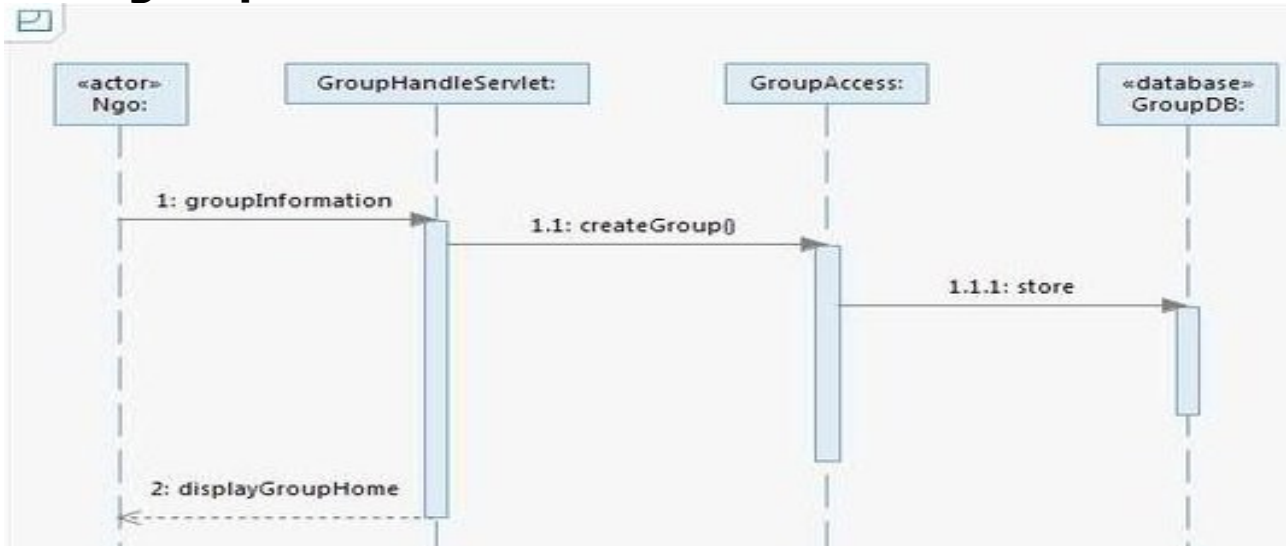 «actor»
Ngo:
GroupHandleServlet:
GroupAccess:
«database»
GroupDB:
1: groupInformation
1.1: createGroup()
1.1.1: store
2: displayGroupHome